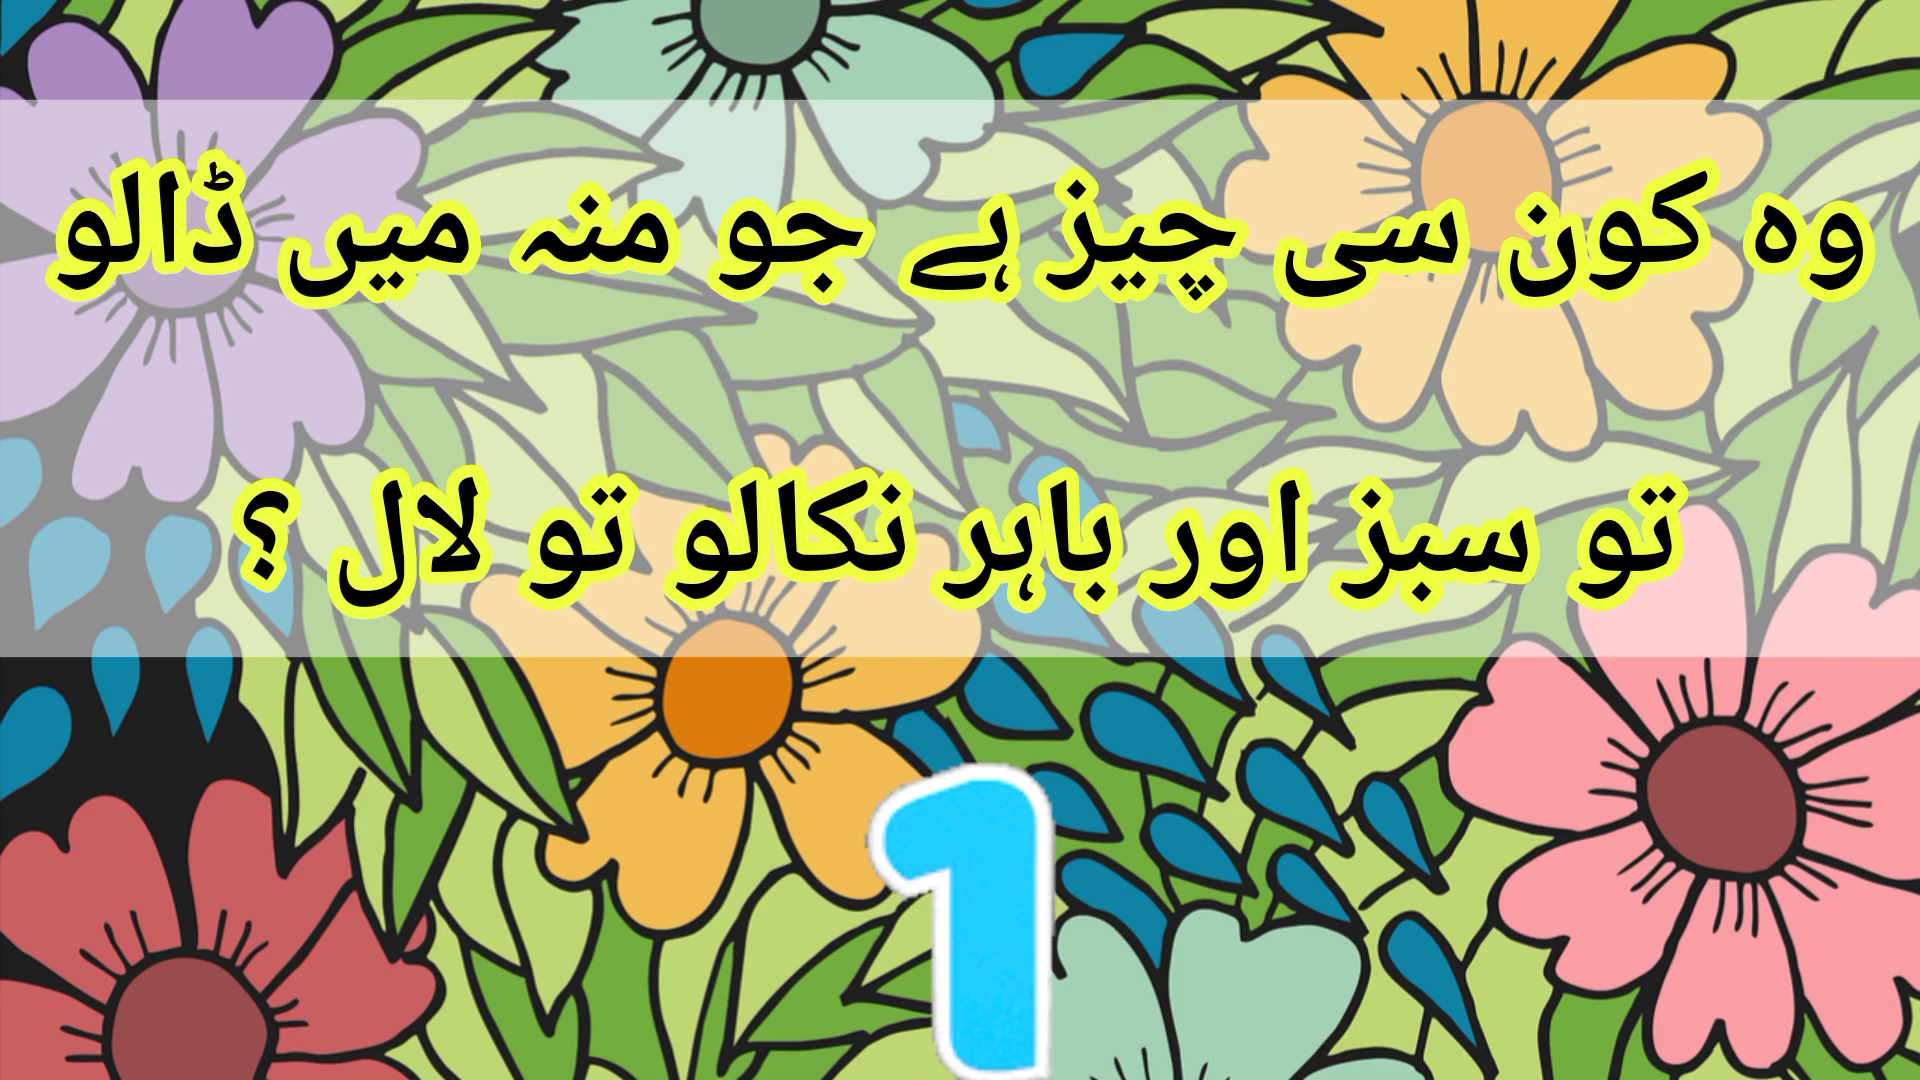 وہ کون سی چیز ہے جو منہ میں ڈالو
تو سبز اور باہر نکالو تو لال ؟
1